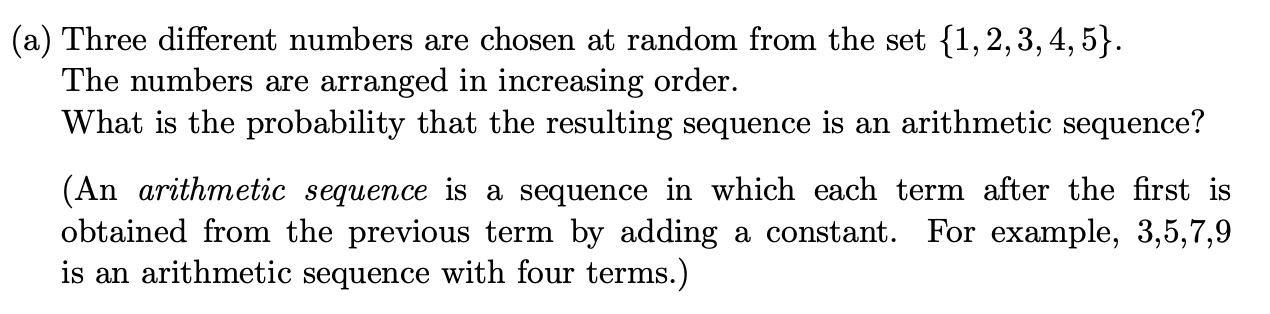 (a) Three different numbers are chosen at random from the set {1, 2, 3, 4, 5}.
The numbers are arranged in increasing order.
What is the probability that the resulting sequence is an arithmetic sequence?
(An arithmetic sequence is a sequence in which each term after the first is
obtained from the previous term by adding a constant. For example, 3,5,7,9
is an arithmetic sequence with four terms.)